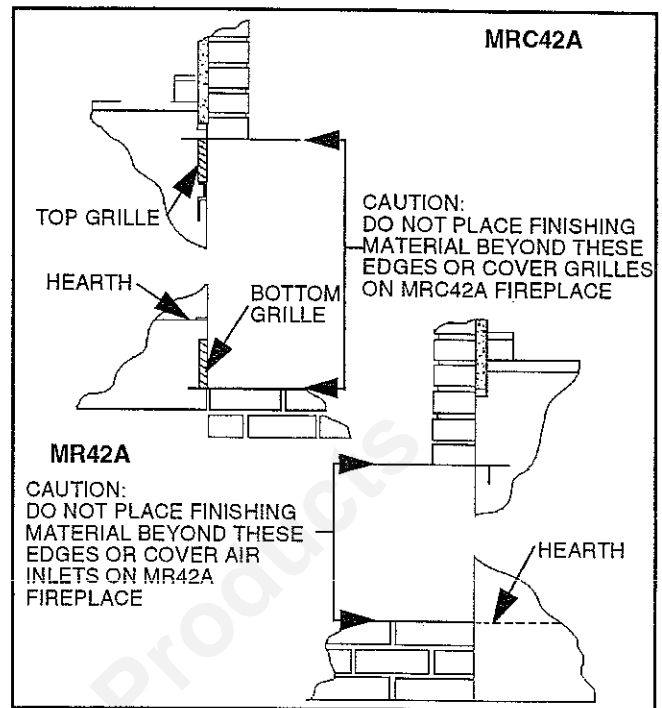 MRC42A
TOP GRILLE
CAUTION:
DO NOT PLACE FINISHING
MATERIAL BEYOND THESE
EDGES OR COVER GRILLES
ON MRC42A FIREPLACE
HEARTH
BOTTOM
GRILLE
MR42A
CAUTION:
DO NOT PLACE FINISHING
MATERIAL BEYOND THESE
EDGES OR COVER AIR
INLETS ON MR42A
FIREPLACE
HEARTH
Products